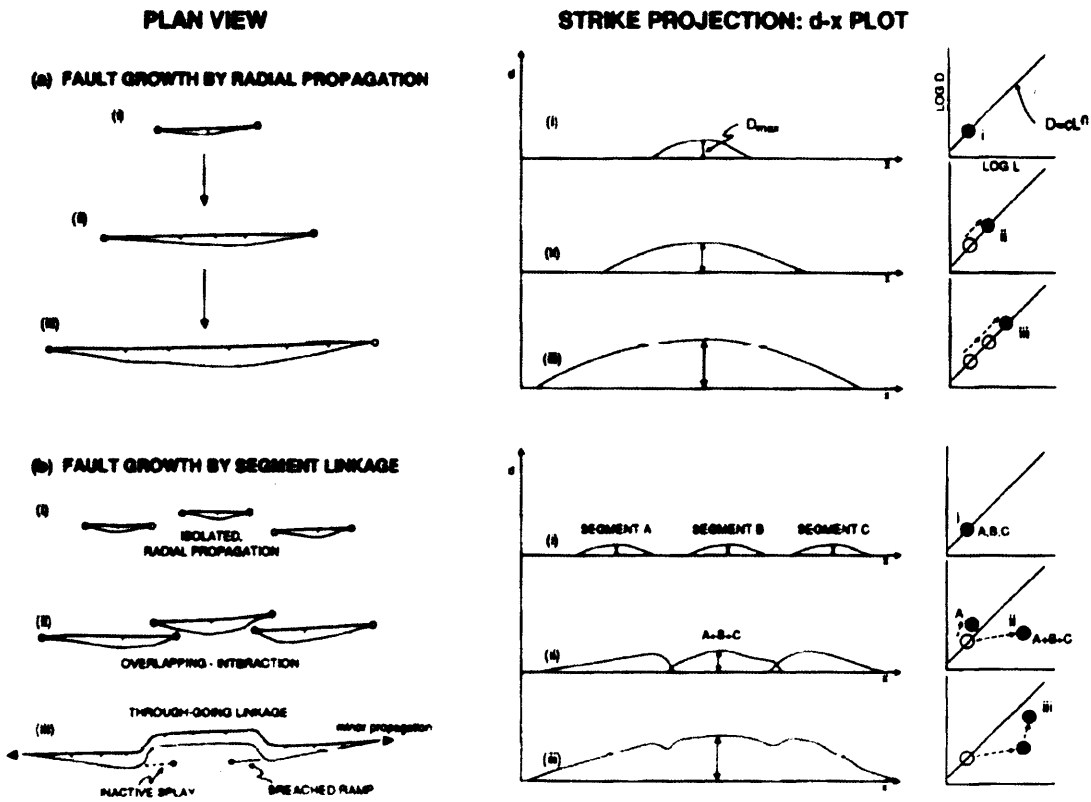 PLAN VIEW
STRIKE PROJECTION: d-x PLOT
(a) FAULT GROWTH BY RADIAL PROPAGATION
(i)
(ii)
(iii)
d
(i)
Dmax
x
(ii)
x
(iii)
x
LOG D
i
D=cLⁿ
LOG L
ii
iii
(b) FAULT GROWTH BY SEGMENT LINKAGE
(i)
ISOLATED,
RADIAL PROPAGATION
(ii)
OVERLAPPING - INTERACTION
THROUGH-GOING LINKAGE
(iii)
minor propagation
INACTIVE SPLAY
BREACHED RAMP
d
SEGMENT A
SEGMENT B
SEGMENT C
(i)
x
A+B+C
(ii)
x
(iii)
x
i
A,B,C
A
ii
A+B+C
iii